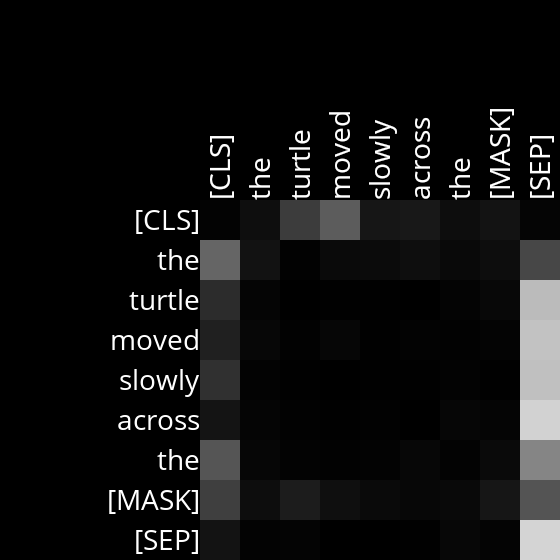 [CLS] the turtle moved slowly across the [MASK] [SEP]
[CLS]
the
turtle
moved
slowly
across
the
[MASK]
[SEP]